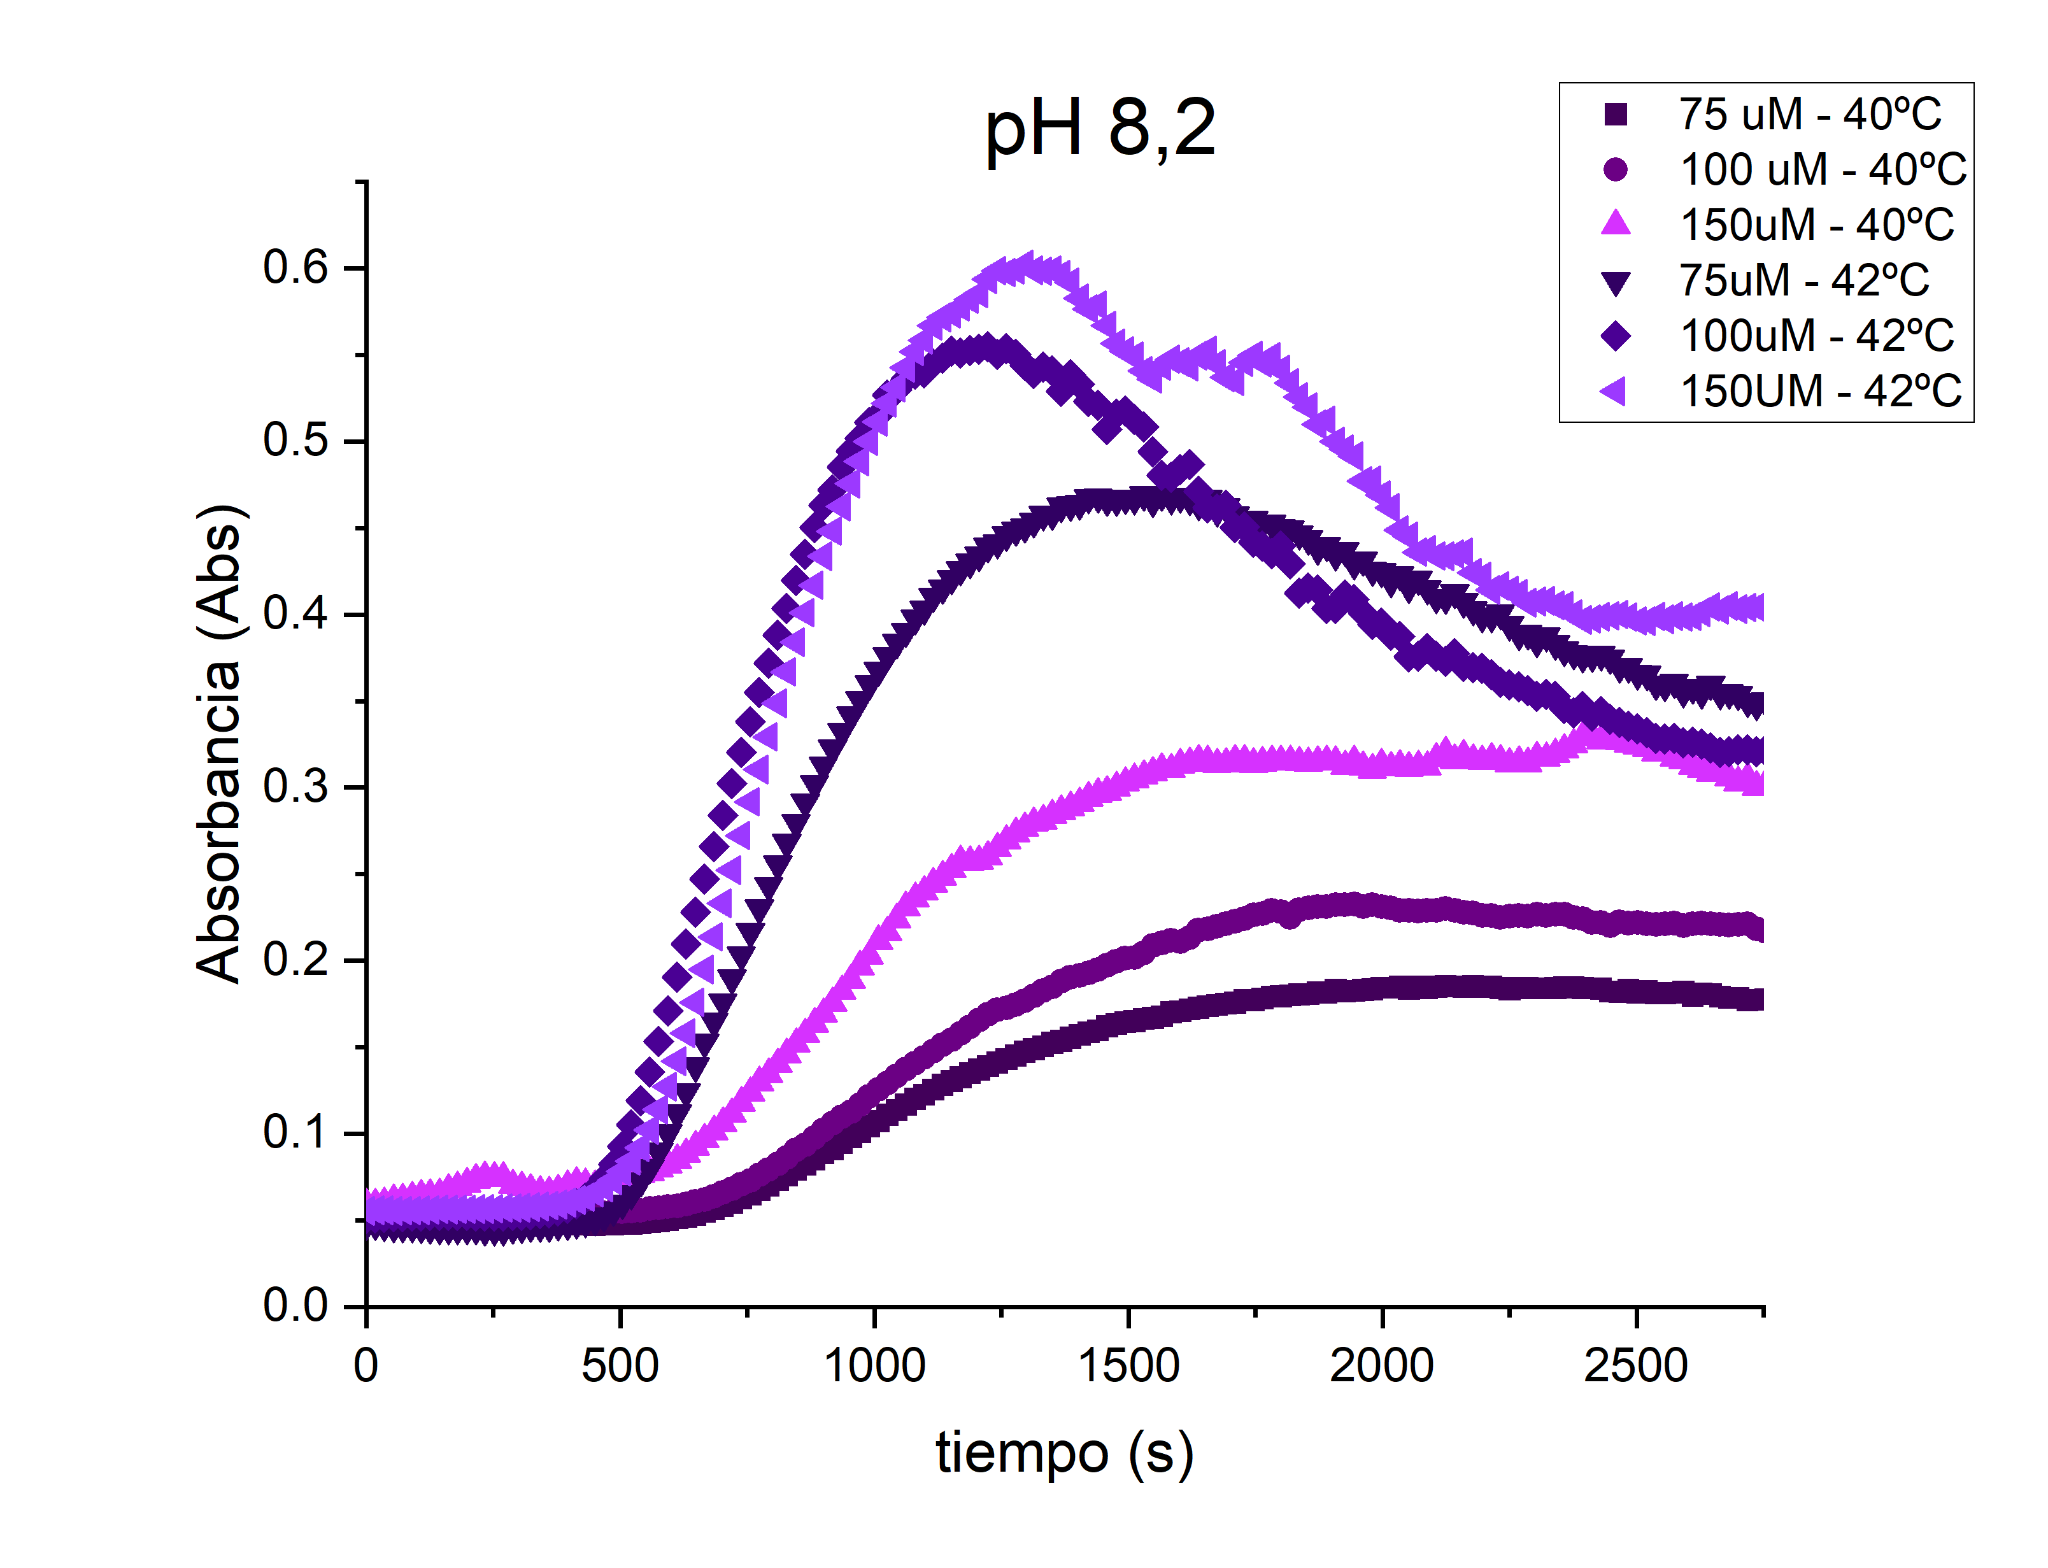 pH 8,2
75 uM - 40ºC
100 uM - 40ºC
150uM - 40ºC
75uM - 42ºC
100uM - 42ºC
150UM - 42ºC
Absorbancia (Abs)
0.6
0.5
0.4
0.3
0.2
0.1
0.0
0 500 1000 1500 2000 2500
tiempo (s)